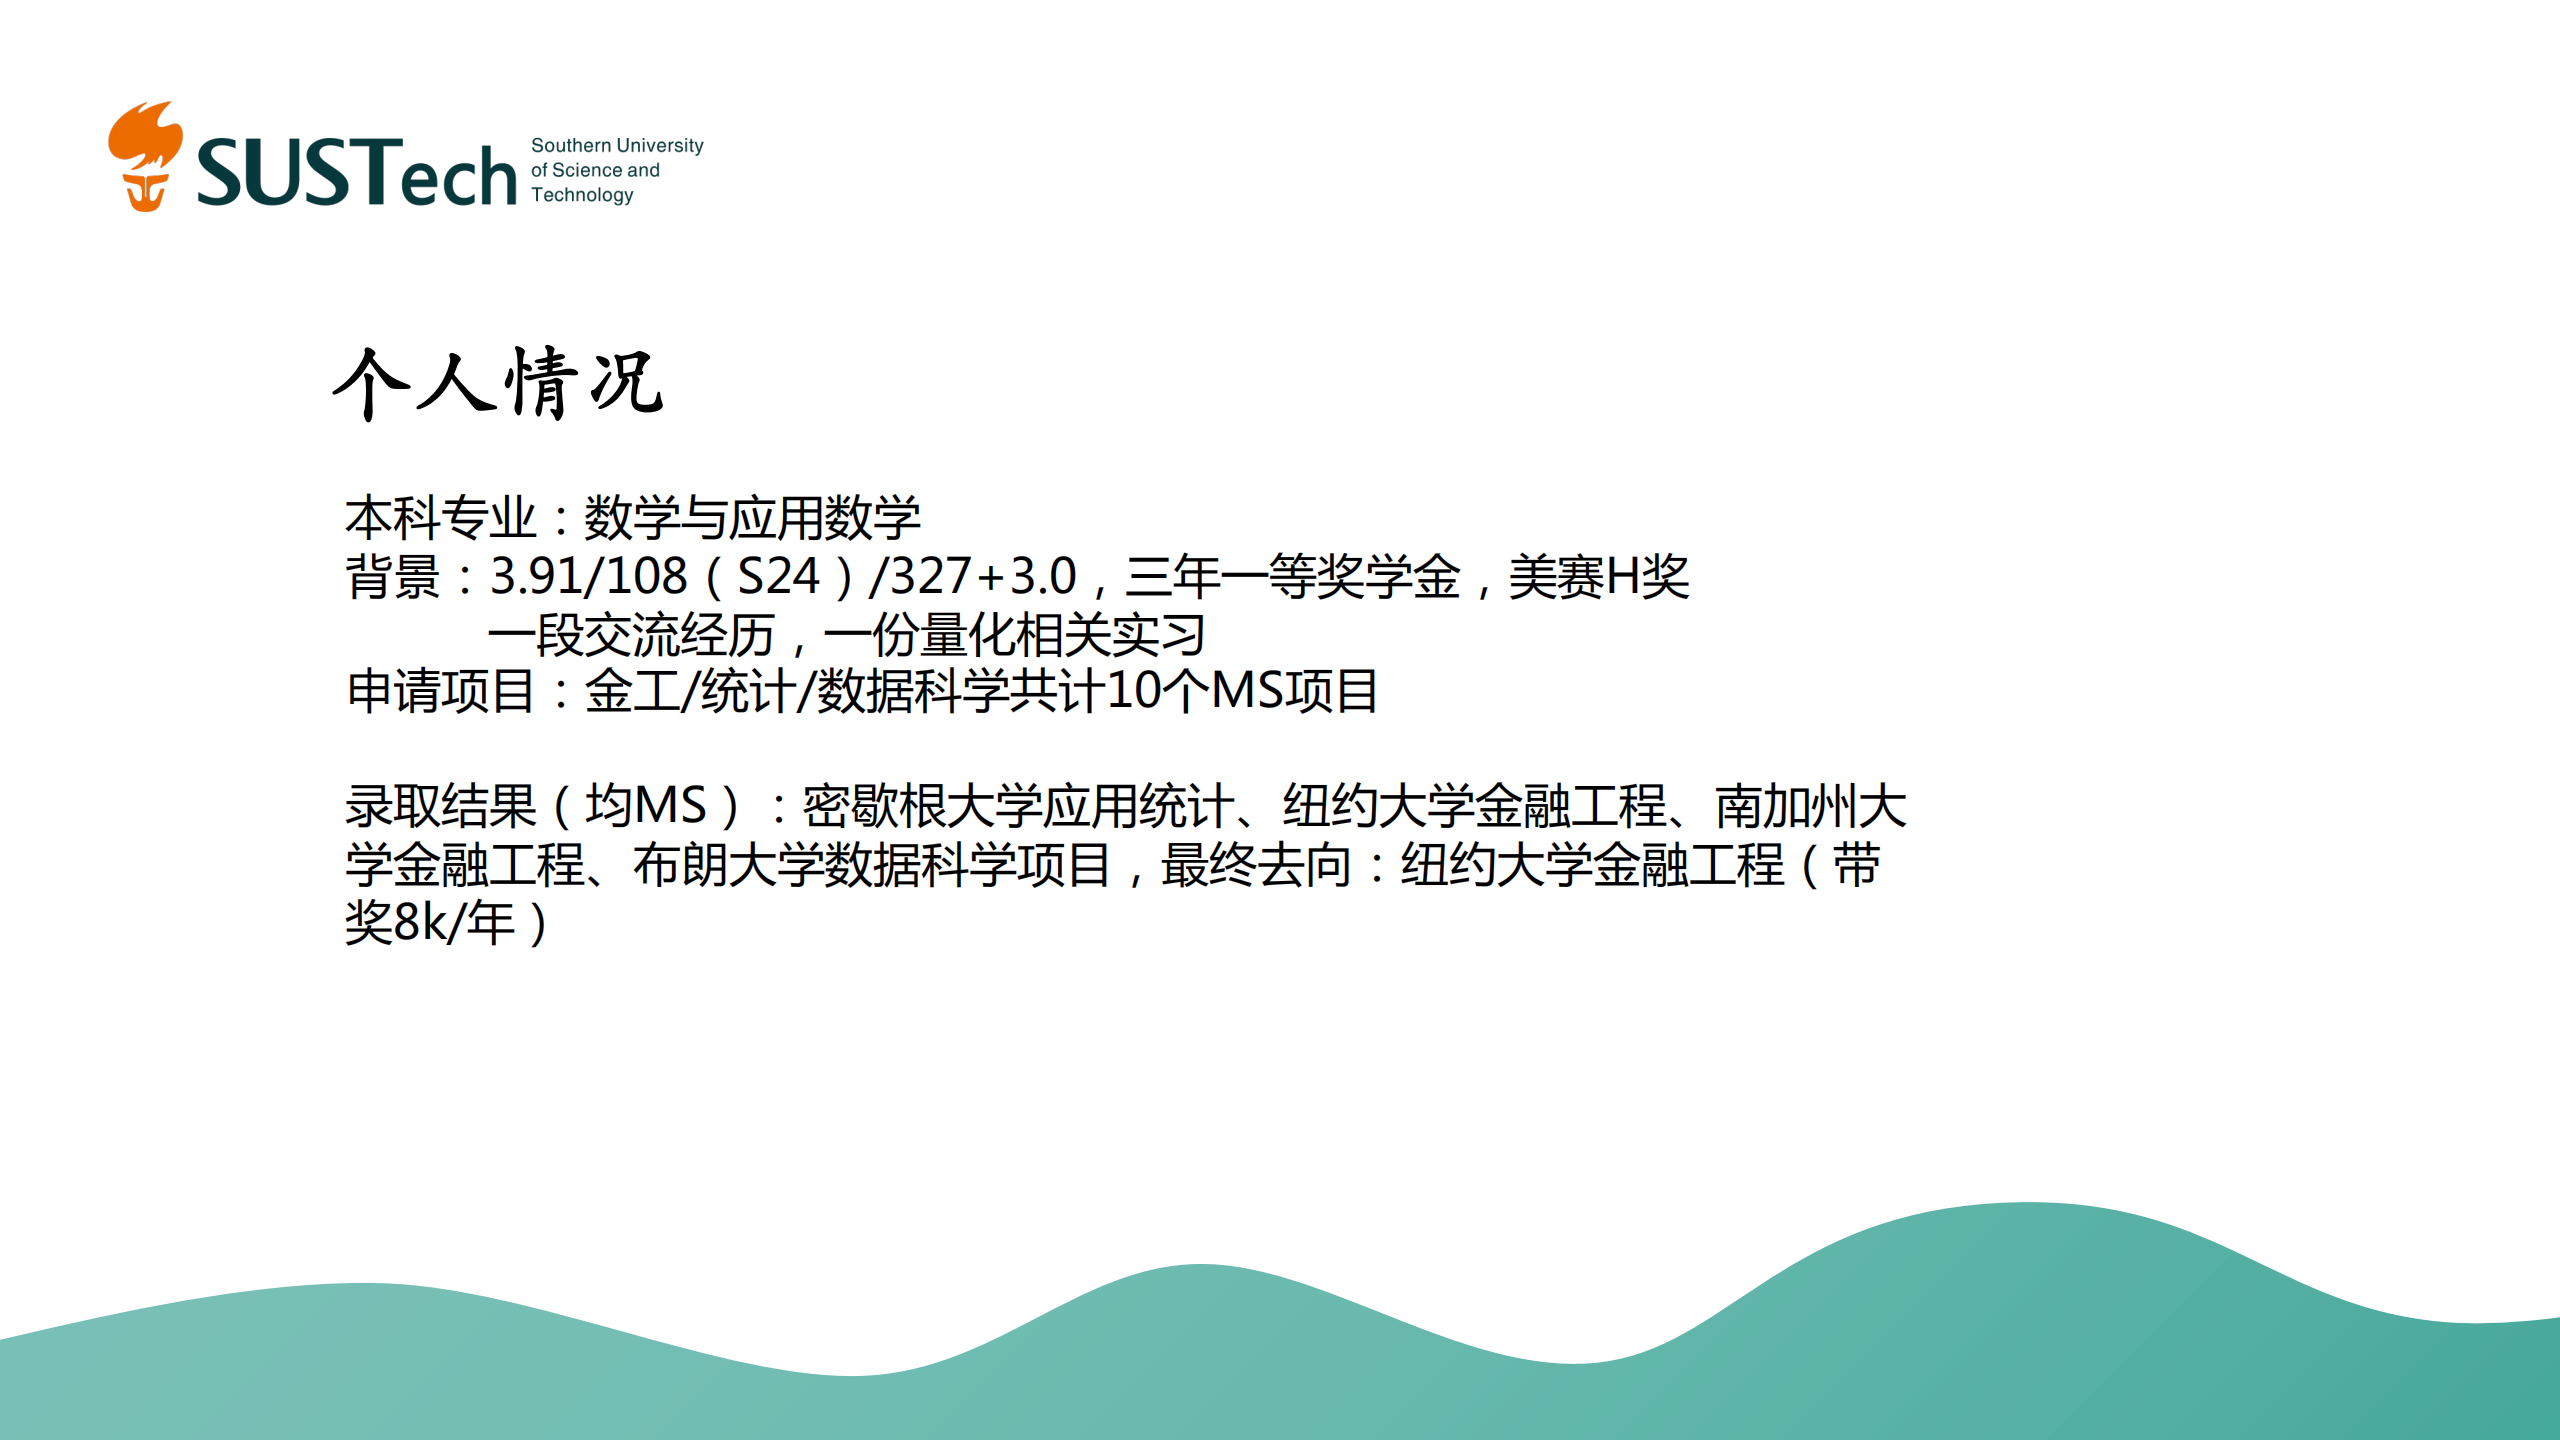 SUSTech
Southern University
of Science and
Technology
个人情况
本科专业：数学与应用数学
背景：3.91/108（S24）/327+3.0，三年一等奖学金，美赛H奖
一段交流经历，一份量化相关实习
申请项目：金工/统计/数据科学共计10个MS项目
录取结果（均MS）：密歇根大学应用统计、纽约大学金融工程、南加州大
学金融工程、布朗大学数据科学项目，最终去向：纽约大学金融工程（带
奖8k/年）